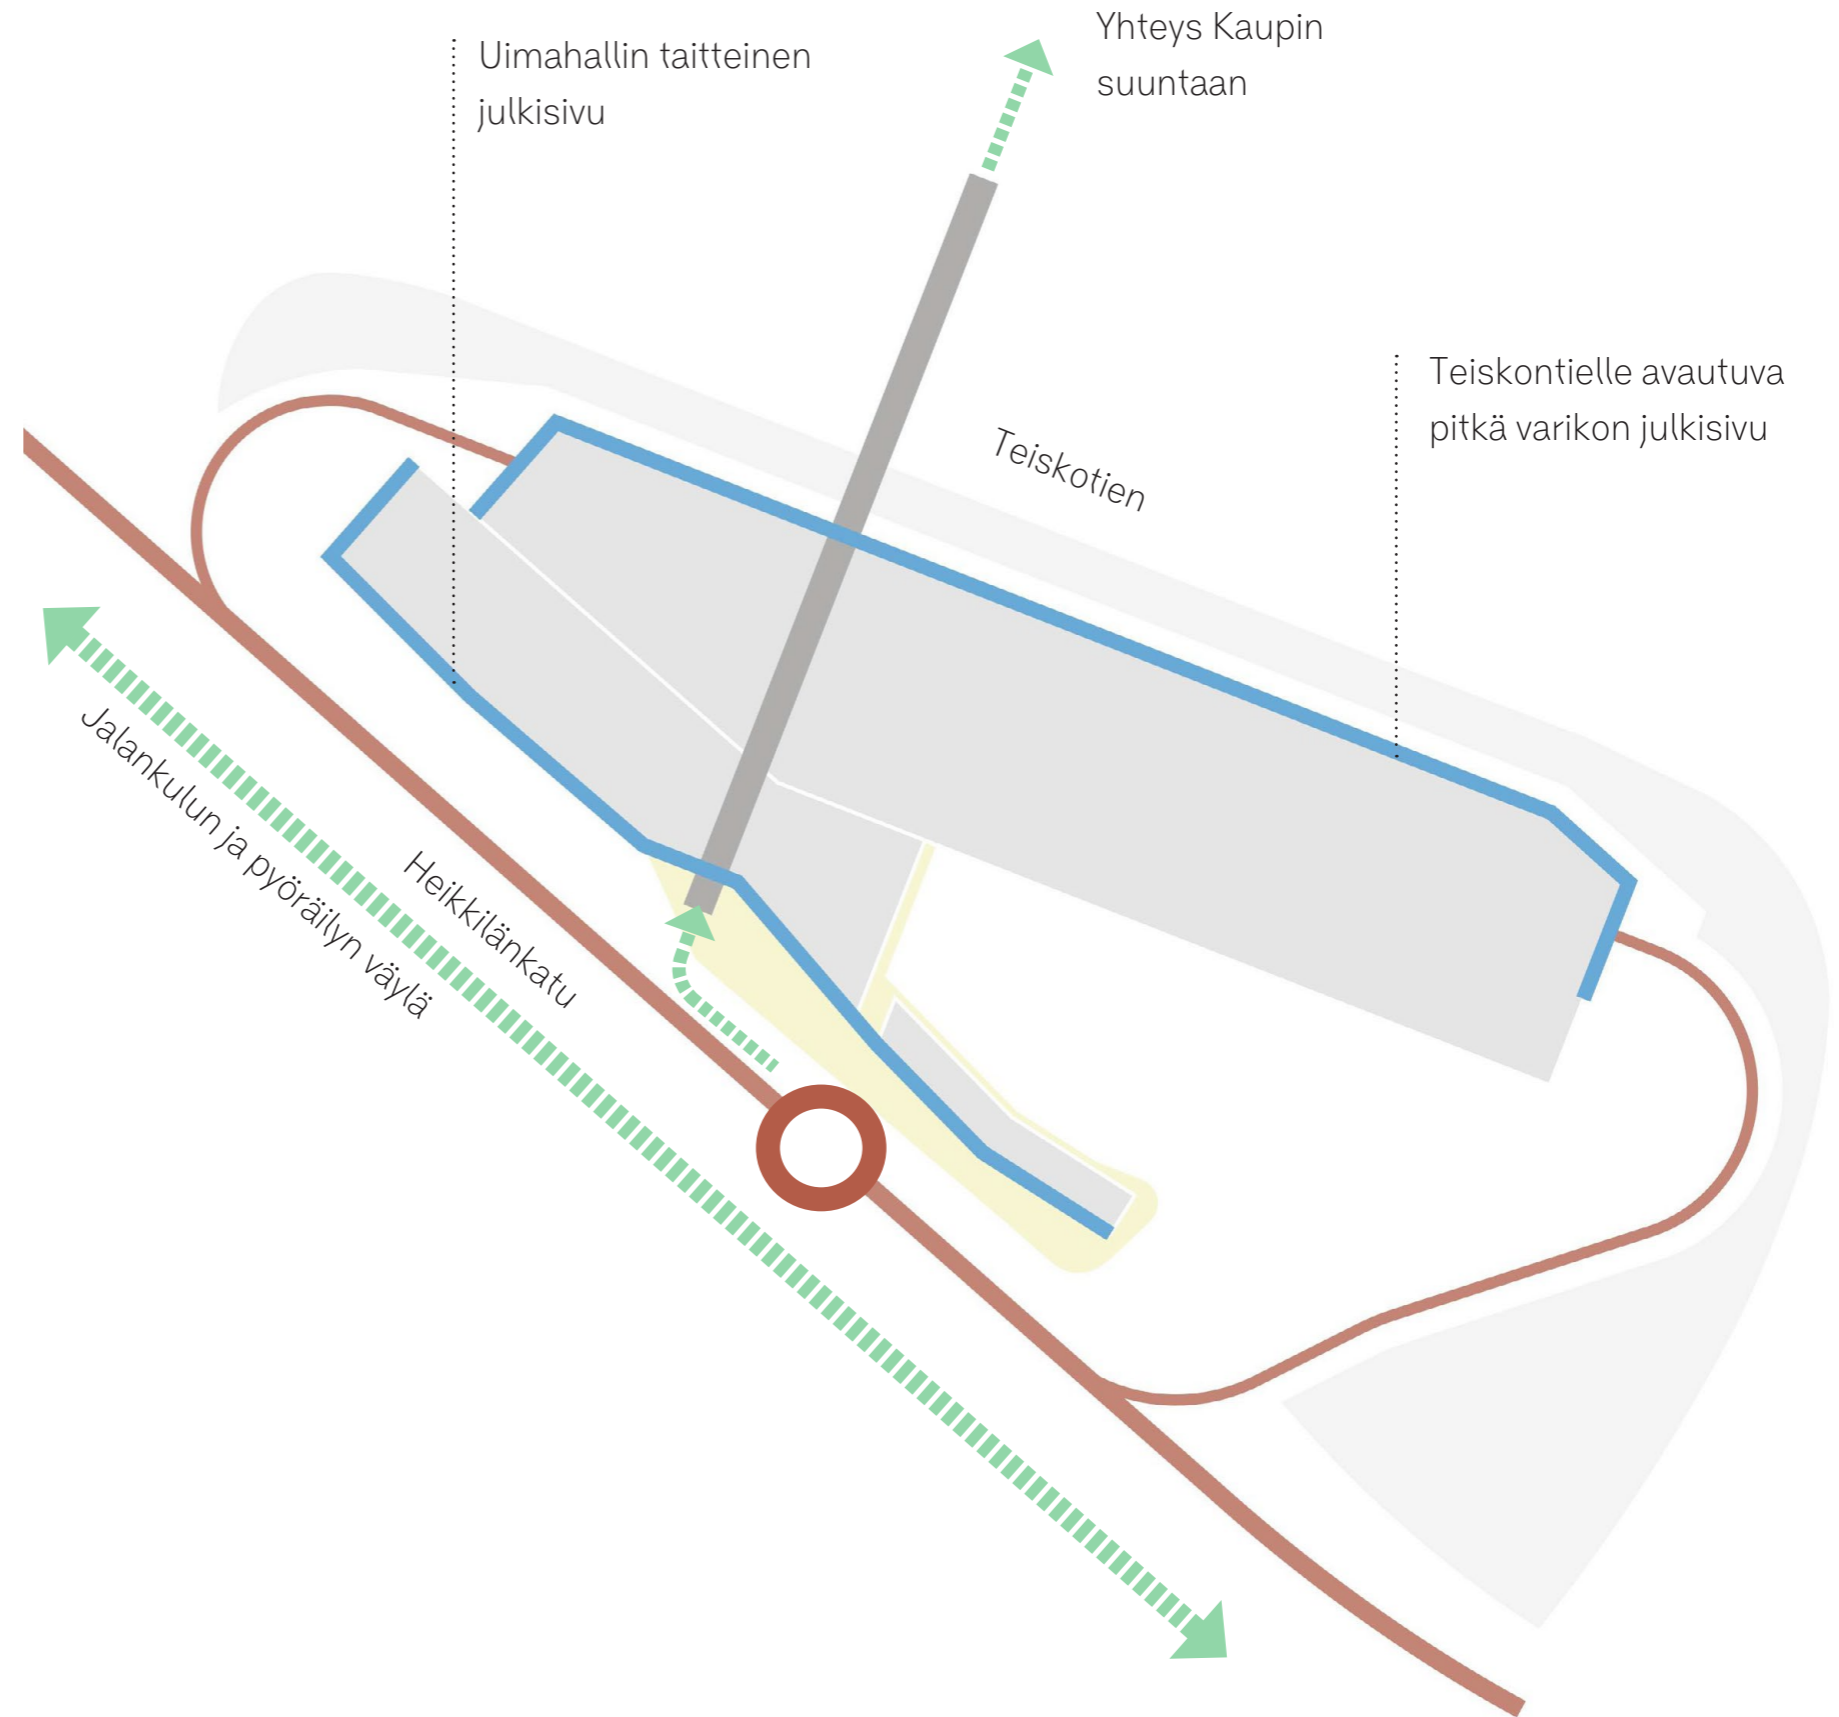 Uimahallin taitteinen
julkisivu
Yhteys Kaupin
suuntaan
Teiskontielle avautuva
pitkä varikon julkisivu
Teiskotien
Jalankulun ja pyöräilyn väylä
Heikkilänkatu